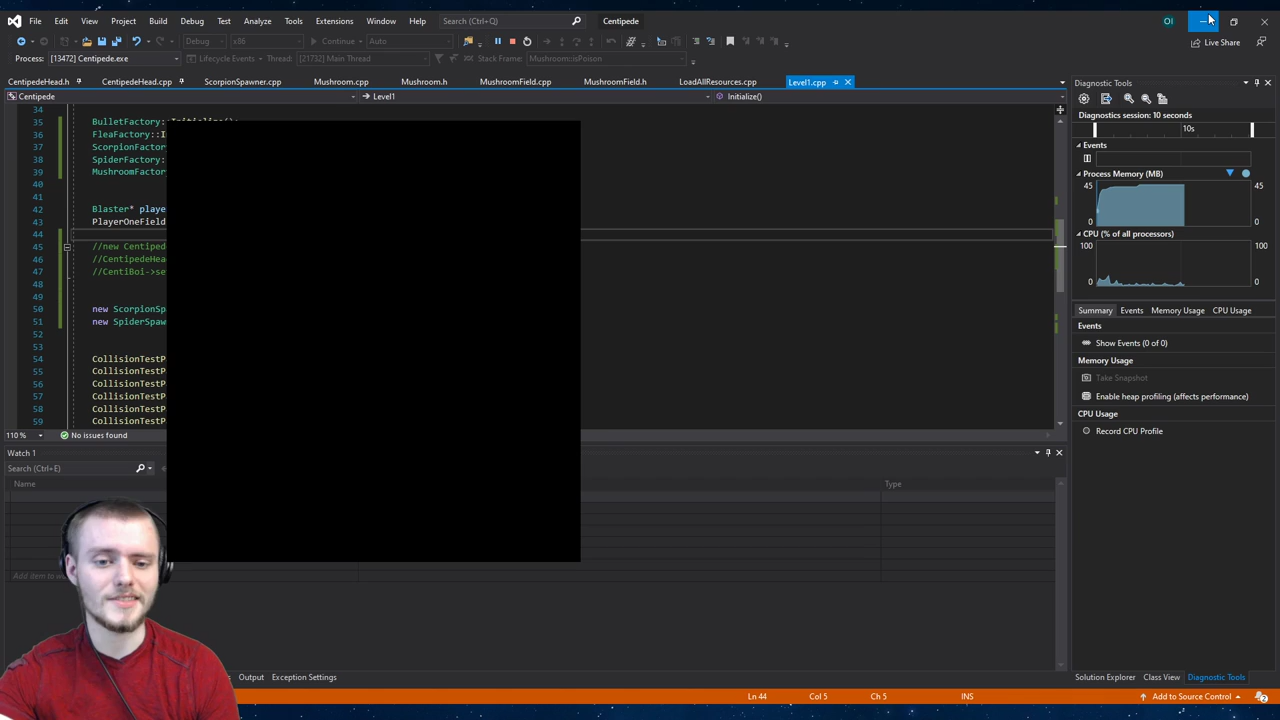 File Edit View Project Build Debug Test Analyze Tools Extensions Window Help Search (Ctrl+Q) Centipede OI
Debug x86 Continue Auto Live Share
Process: [13472] Centipede.exe Lifecycle Events Thread: [21732] Main Thread Stack Frame: Mushroom::isPoison
CentipedeHead.h CentipedeHead.cpp ScorpionSpawner.cpp Mushroom.cpp Mushroom.h MushroomField.cpp MushroomField.h LoadAllResources.cpp Level1.cpp
Centipede Level1 Initialize()
34
35 BulletFactory::Initialize();
36 FleaFactory::I
37 ScorpionFactory
38 SpiderFactory:
39 MushroomFactor
40
41
42 Blaster* playe
43 PlayerOneField
44
45 //new Centipede
46 //CentipedeHea
47 //CentiBoi->se
48
49
50 new ScorpionSp
51 new SpiderSpaw
52
53
54 CollisionTestP
55 CollisionTestP
56 CollisionTestP
57 CollisionTestP
58 CollisionTestP
59 CollisionTestP
110 % No issues found
Watch 1
Search (Ctrl+E)
Name Type
Add item to w
Output Exception Settings
Ln 44 Col 5 Ch 5 INS Add to Source Control 2
Diagnostic Tools
Diagnostics session: 10 seconds
10s
Events
Process Memory (MB)
45 45
0 0
CPU (% of all processors)
100 100
0 0
Summary Events Memory Usage CPU Usage
Events
Show Events (0 of 0)
Memory Usage
Take Snapshot
Enable heap profiling (affects performance)
CPU Usage
Record CPU Profile
Solution Explorer Class View Diagnostic Tools